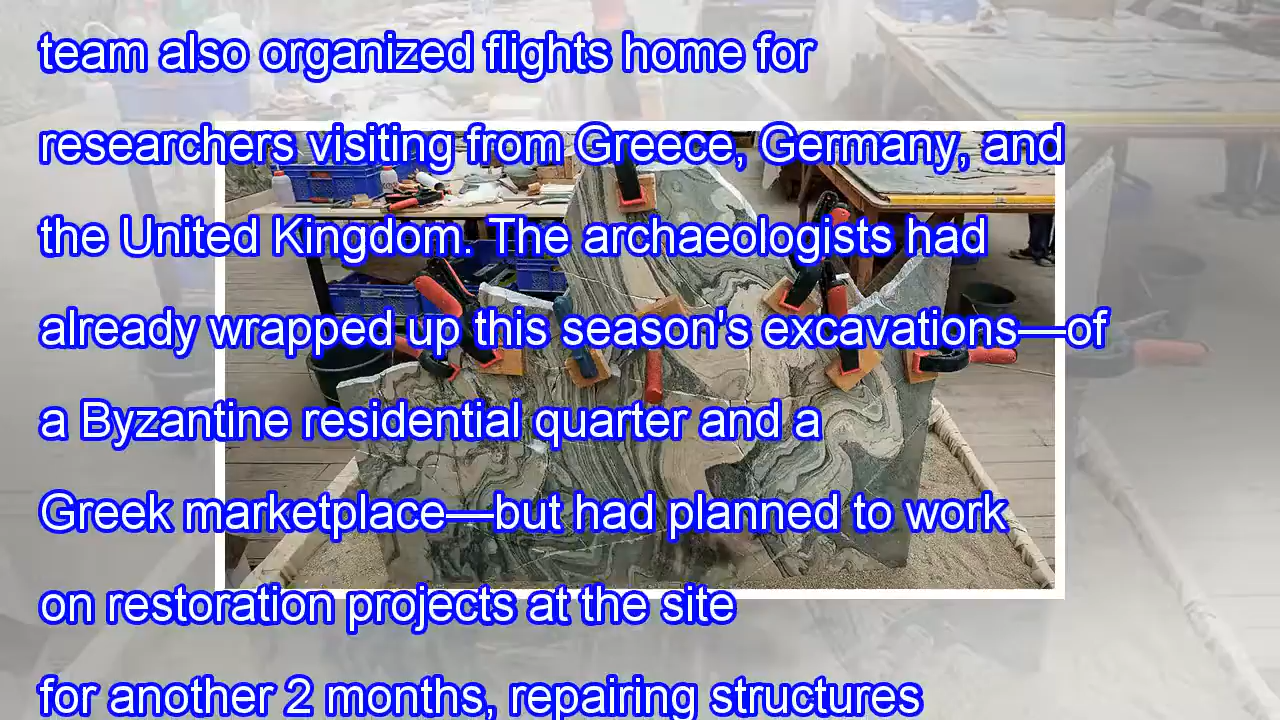 team also organized flights home for
researchers visiting from Greece, Germany, and
the United Kingdom. The archaeologists had
already wrapped up this season's excavations—of
a Byzantine residential quarter and a
Greek marketplace—but had planned to work
on restoration projects at the site
for another 2 months, repairing structures